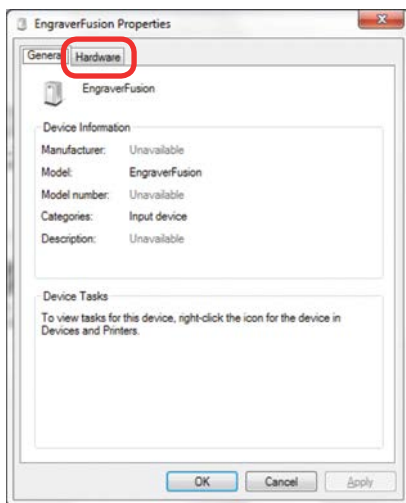 EngraverFusion Properties
General Hardware
EngraverFusion
Device Information
Manufacturer: Unavailable
Model: EngraverFusion
Model number: Unavailable
Categories: Input device
Description: Unavailable
Device Tasks
To view tasks for this device, right-click the icon for the device in
Devices and Printers.
OK Cancel Apply